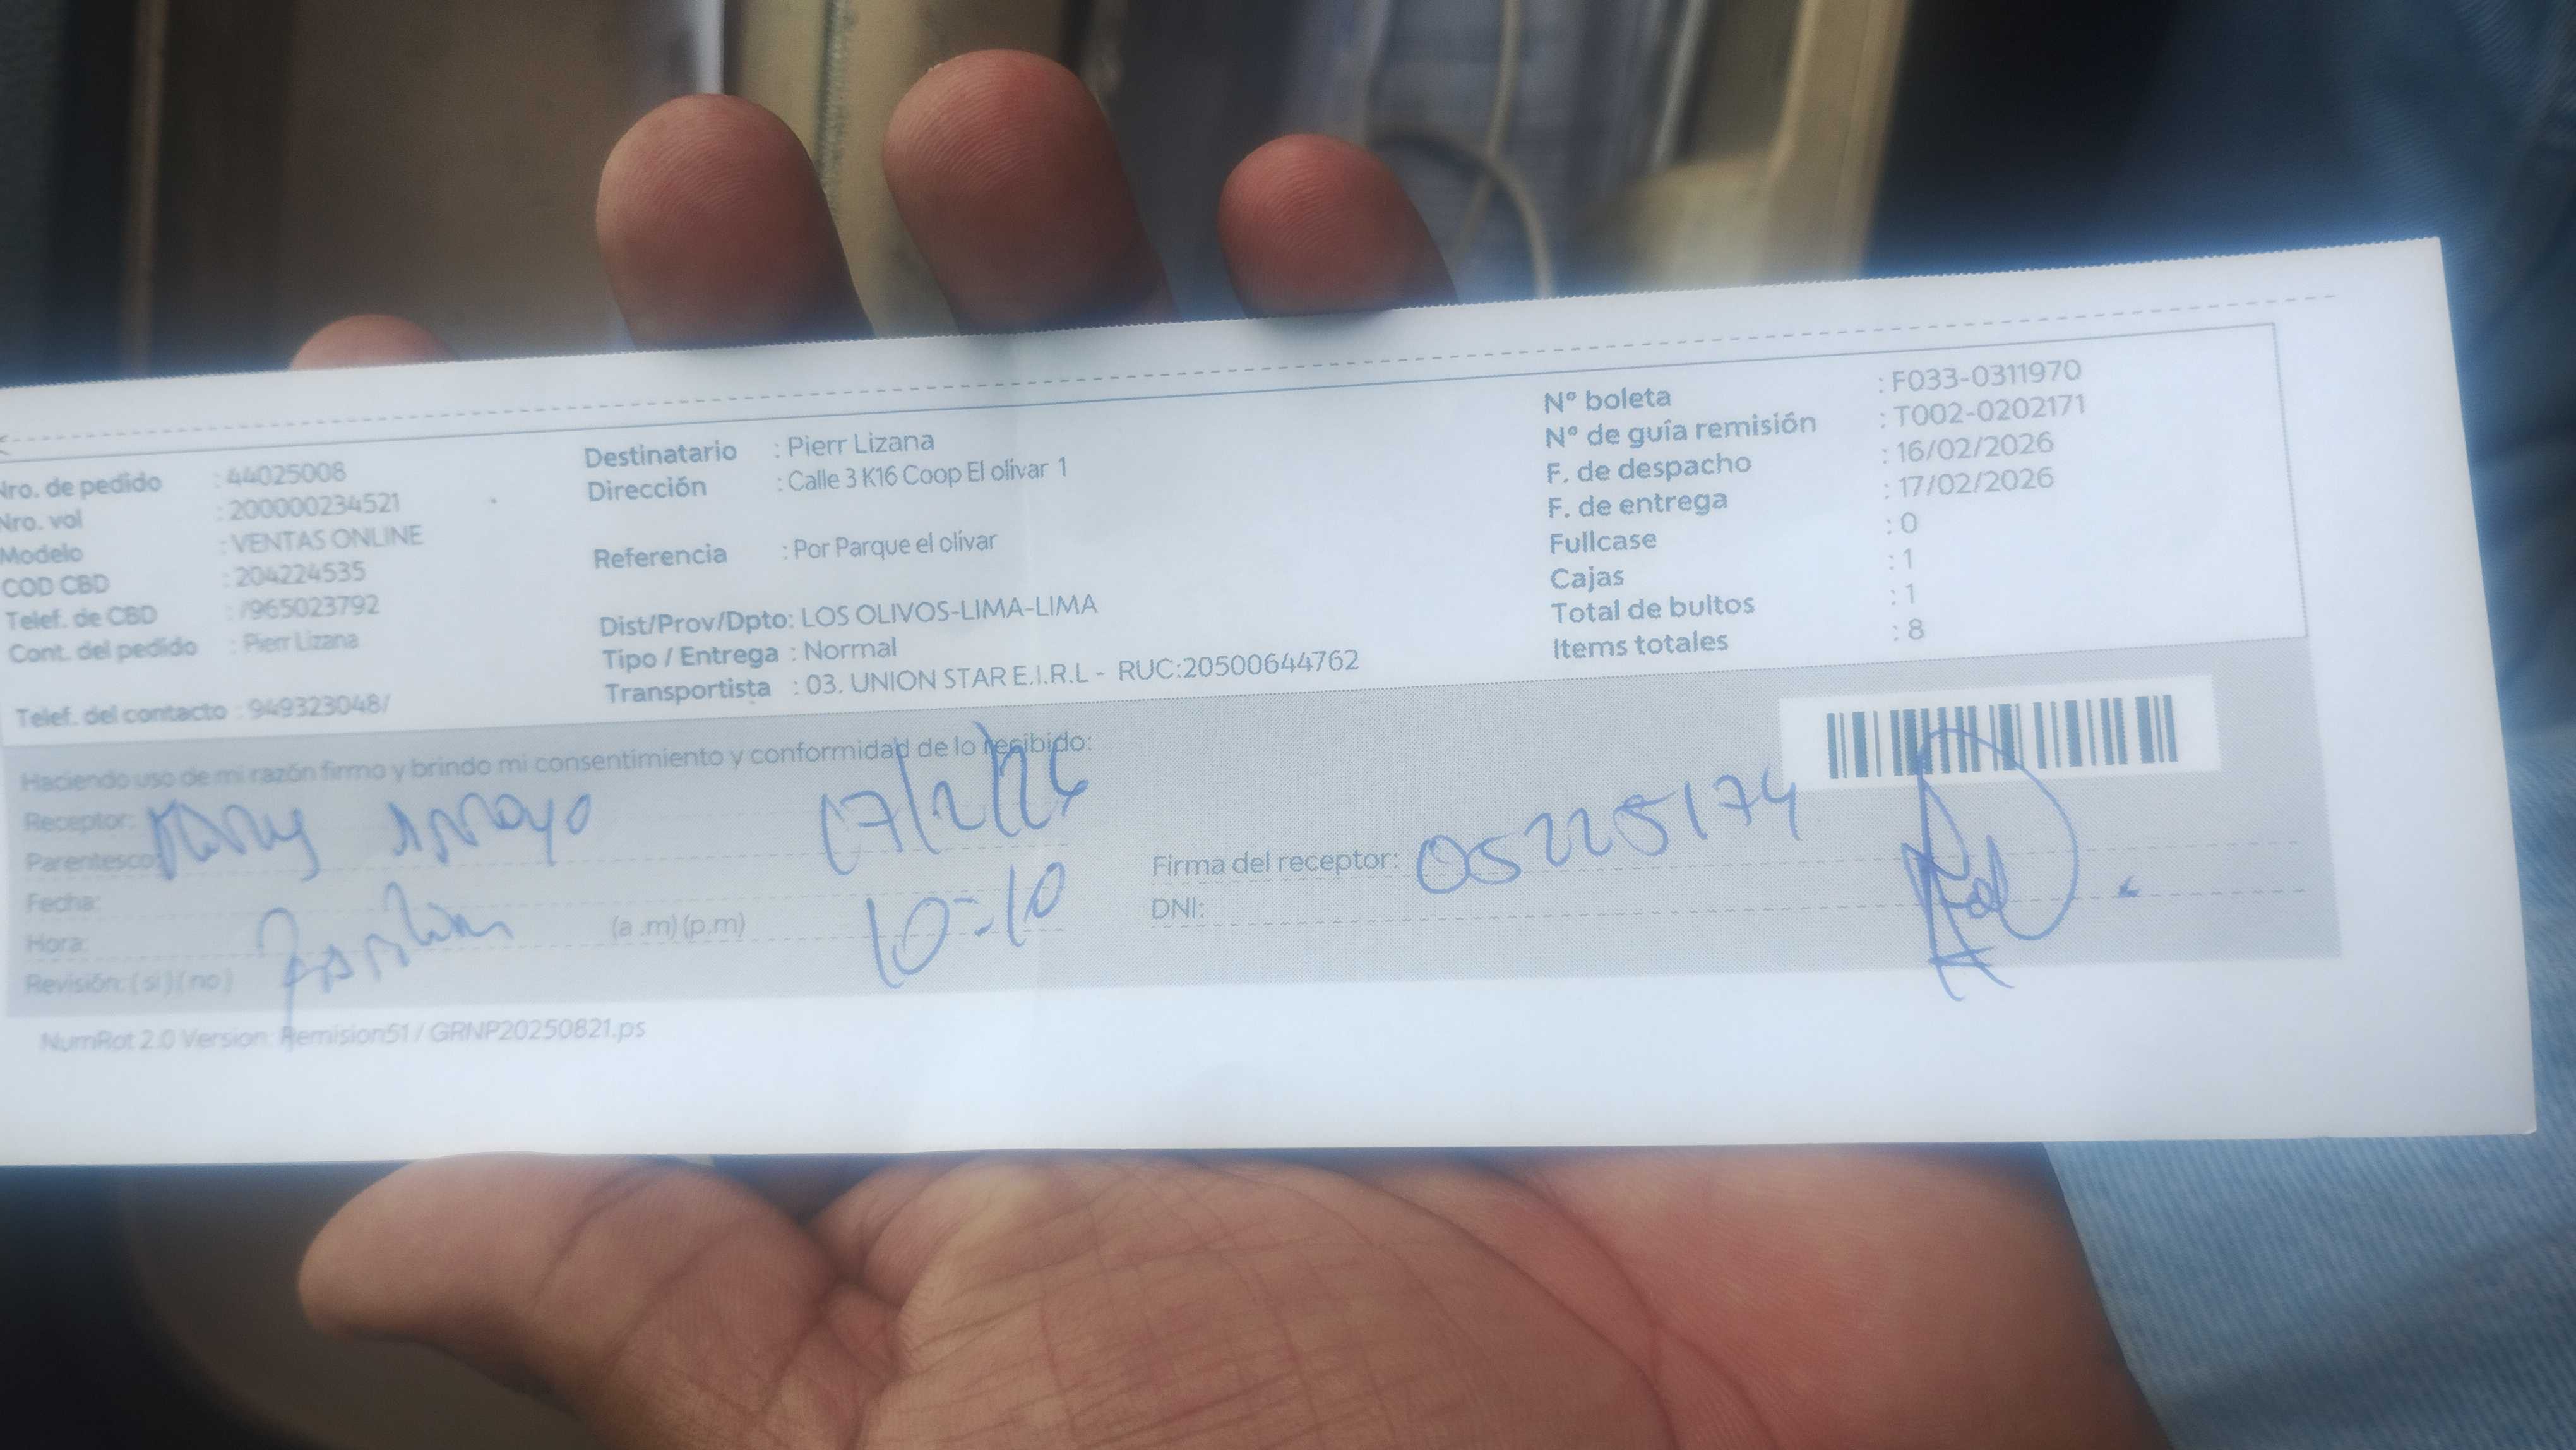 Nro. de pedido : 44025008
Nro. vol : 200000234521
Modelo : VENTAS ONLINE
COD CBD : 204224535
Telef. de CBD : /965023792
Cont. del pedido : Pierr Lizana
Telef. del contacto : 949323048/
Destinatario : Pierr Lizana
Dirección : Calle 3 K16 Coop El olivar 1
Referencia : Por Parque el olivar
Dist/Prov/Dpto: LOS OLIVOS-LIMA-LIMA
Tipo / Entrega : Normal
Transportista : 03. UNION STAR E.I.R.L - RUC:20500644762
Nº boleta : F033-0311970
Nº de guía remisión : T002-0202171
F. de despacho : 16/02/2026
F. de entrega : 17/02/2026
Fullcase : 0
Cajas : 1
Total de bultos : 1
Items totales : 8
Haciendo uso de mi razón firmo y brindo mi consentimiento y conformidad de lo recibido:
Receptor: Arroyo 17/2/26
Parentesco:
Fecha:
Hora: (a .m) (p.m) 10:10
Revisión: ( si ) ( no )
Firma del receptor: 05228174
DNI:
NumRot 2.0 Version: Remision51 / GRNP20250821.ps